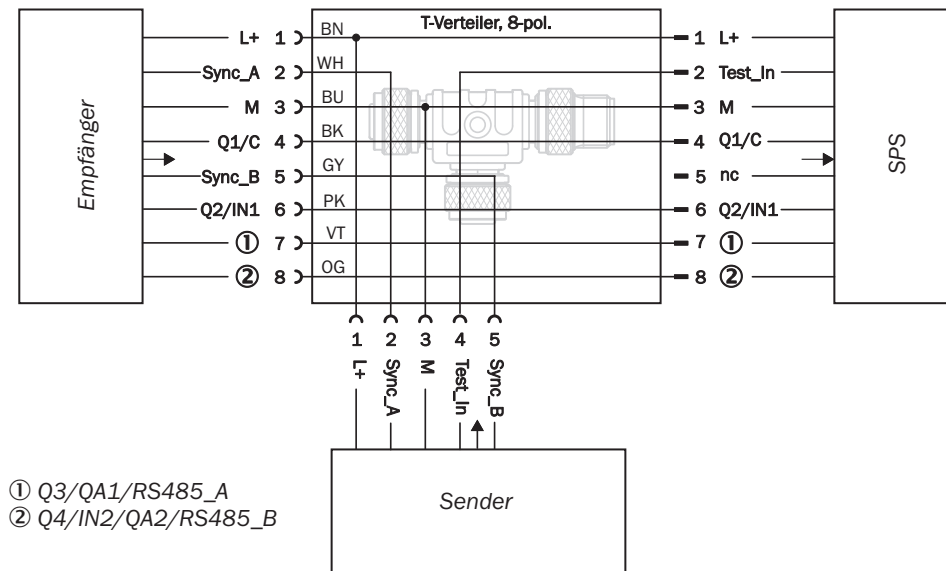 T-Verteiler, 8-pol.
L+ 1 BN 1 L+
Sync_A 2 WH 2 Test_In
M 3 BU 3 M
Q1/C 4 BK 4 Q1/C
Sync_B 5 GY 5 nc
Q2/IN1 6 PK 6 Q2/IN1
① 7 VT 7 ①
② 8 OG 8 ②
Empfänger
SPS
1 2 3 4 5
L+ Sync_A M Test_In Sync_B
Sender
① Q3/QA1/RS485_A
② Q4/IN2/QA2/RS485_B